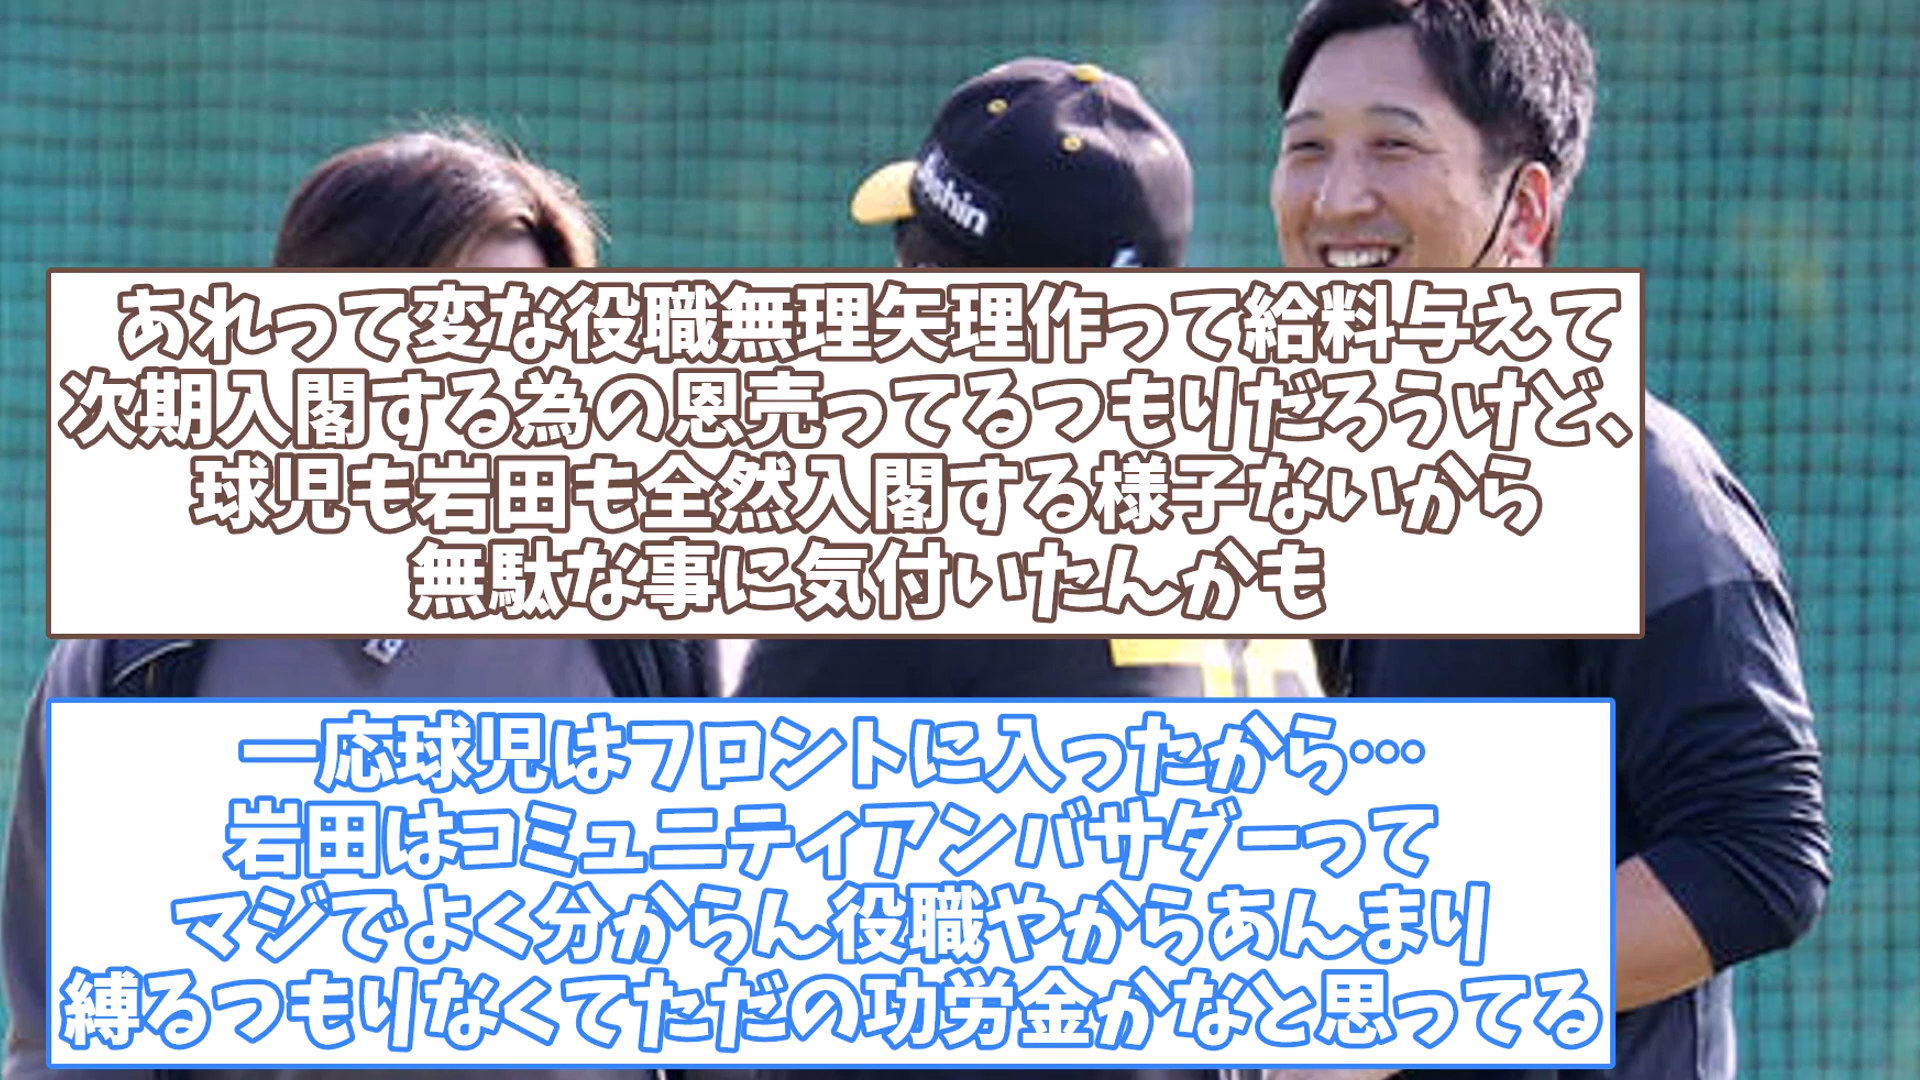 あれって変な役職無理矢理作って給料与えて
次期入閣する為の恩売ってるつもりだろうけど、
球児も岩田も全然入閣する様子ないから
無駄な事に気付いたんかも
一応球児はフロントに入ったから…
岩田はコミュニティアンバサダーって
マジでよく分からん役職やからあんまり
縛るつもりなくてただの功労金かなと思ってる